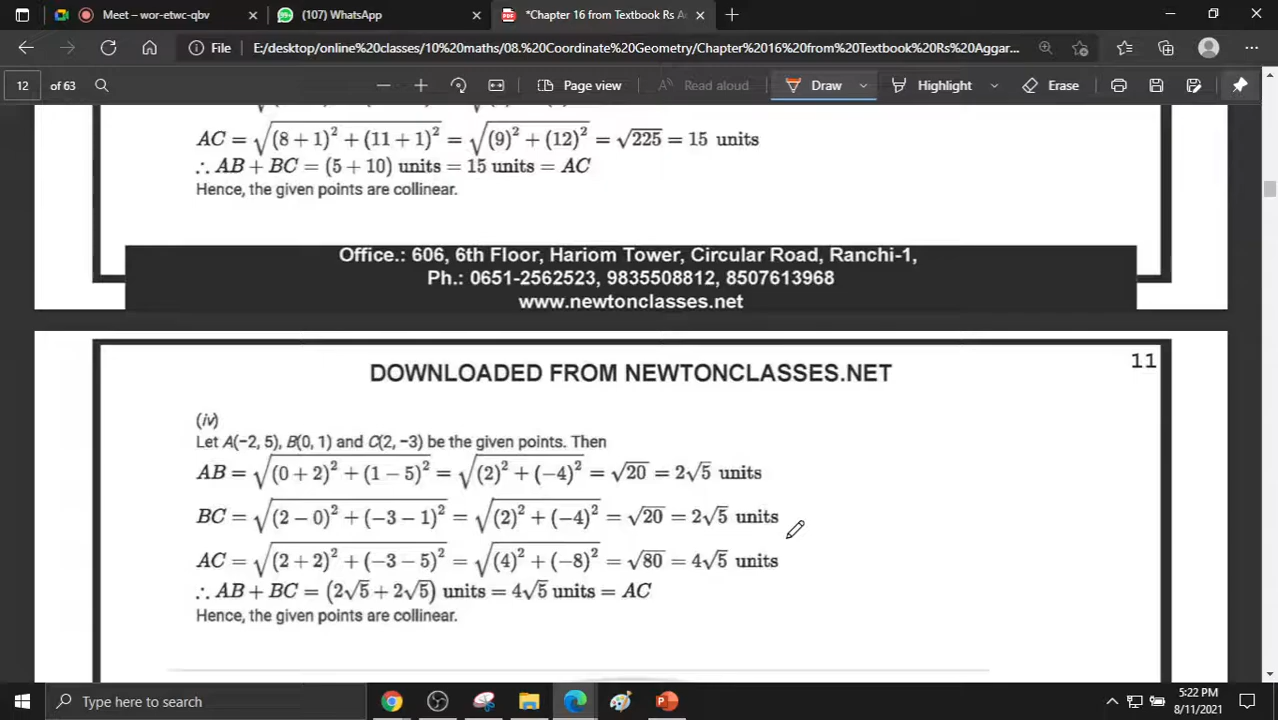 Meet – wor-etwc-qbv
(107) WhatsApp
*Chapter 16 from Textbook Rs A
File E:/desktop/online%20classes/10%20maths/08.%20Coordinate%20Geometry/Chapter%2016%20from%20Textbook%20Rs%20Aggar...
12 of 63 Page view Read aloud Draw Highlight Erase
AC = √((8 + 1)² + (11 + 1)²) = √((9)² + (12)²) = √225 = 15 units
∴ AB + BC = (5 + 10) units = 15 units = AC
Hence, the given points are collinear.
Office.: 606, 6th Floor, Hariom Tower, Circular Road, Ranchi-1,
Ph.: 0651-2562523, 9835508812, 8507613968
www.newtonclasses.net
DOWNLOADED FROM NEWTONCLASSES.NET
11
(iv)
Let A(−2, 5), B(0, 1) and C(2, −3) be the given points. Then
AB = √((0 + 2)² + (1 − 5)²) = √((2)² + (−4)²) = √20 = 2√5 units
BC = √((2 − 0)² + (−3 − 1)²) = √((2)² + (−4)²) = √20 = 2√5 units
AC = √((2 + 2)² + (−3 − 5)²) = √((4)² + (−8)²) = √80 = 4√5 units
∴ AB + BC = (2√5 + 2√5) units = 4√5 units = AC
Hence, the given points are collinear.
Type here to search
5:22 PM
8/11/2021